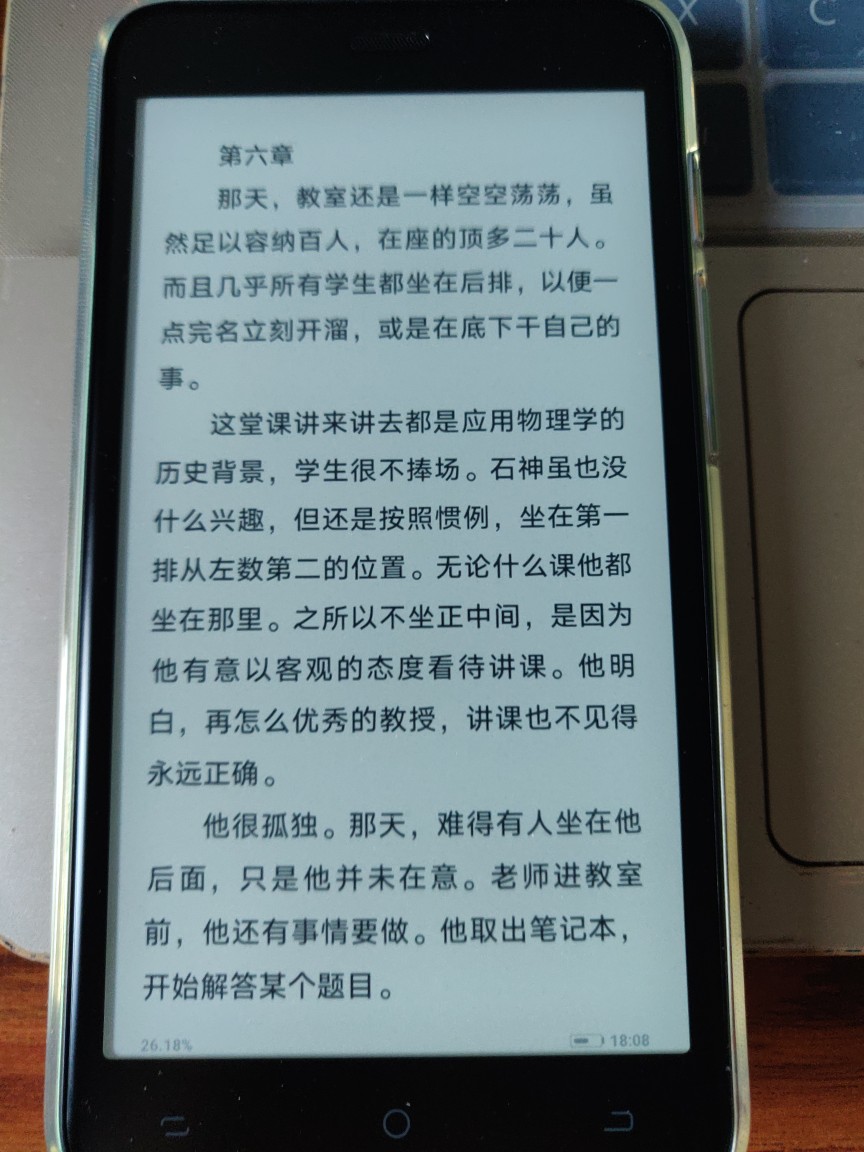 X
C
第六章
那天，教室还是一样空空荡荡，虽
然足以容纳百人，在座的顶多二十人。
而且几乎所有学生都坐在后排，以便一
点完名立刻开溜，或是在底下干自己的
事。
这堂课讲来讲去都是应用物理学的
历史背景，学生很不捧场。石神虽也没
什么兴趣，但还是按照惯例，坐在第一
排从左数第二的位置。无论什么课他都
坐在那里。之所以不坐正中间，是因为
他有意以客观的态度看待讲课。他明
白，再怎么优秀的教授，讲课也不见得
永远正确。
他很孤独。那天，难得有人坐在他
后面，只是他并未在意。老师进教室
前，他还有事情要做。他取出笔记本，
开始解答某个题目。
26.18%
18:08